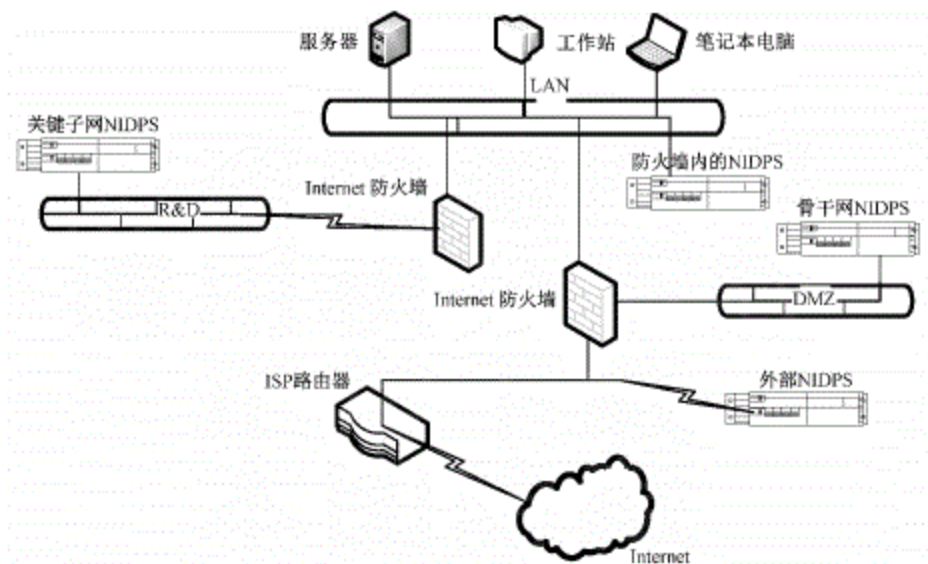 服务器
工作站
笔记本电脑
LAN
关键子网NIDPS
防火墙内的NIDPS
Internet 防火墙
R&D
骨干网NIDPS
Internet 防火墙
DMZ
ISP路由器
外部NIDPS
Internet